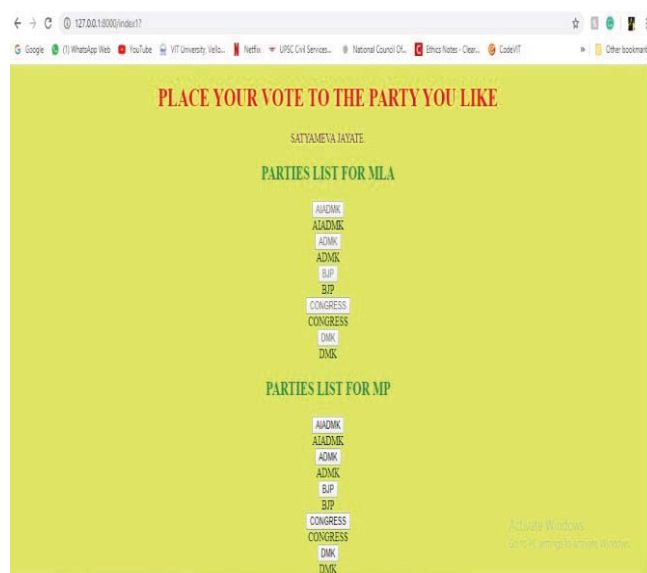 127.0.0.1:8000/index1?
Google (1) WhatsApp Web YouTube VIT University, Vello... Netflix UPSC Civil Services... National Council Of... Ethics Notes - Clear... CodeVIT » Other bookmark
PLACE YOUR VOTE TO THE PARTY YOU LIKE
SATYAMEVA JAYATE
PARTIES LIST FOR MLA
AIADMK
AIADMK
ADMK
ADMK
BJP
BJP
CONGRESS
CONGRESS
DMK
DMK
PARTIES LIST FOR MP
AIADMK
AIADMK
ADMK
ADMK
BJP
BJP
CONGRESS
CONGRESS
DMK
DMK
Activate Windows
Go to PC settings to activate Windows.